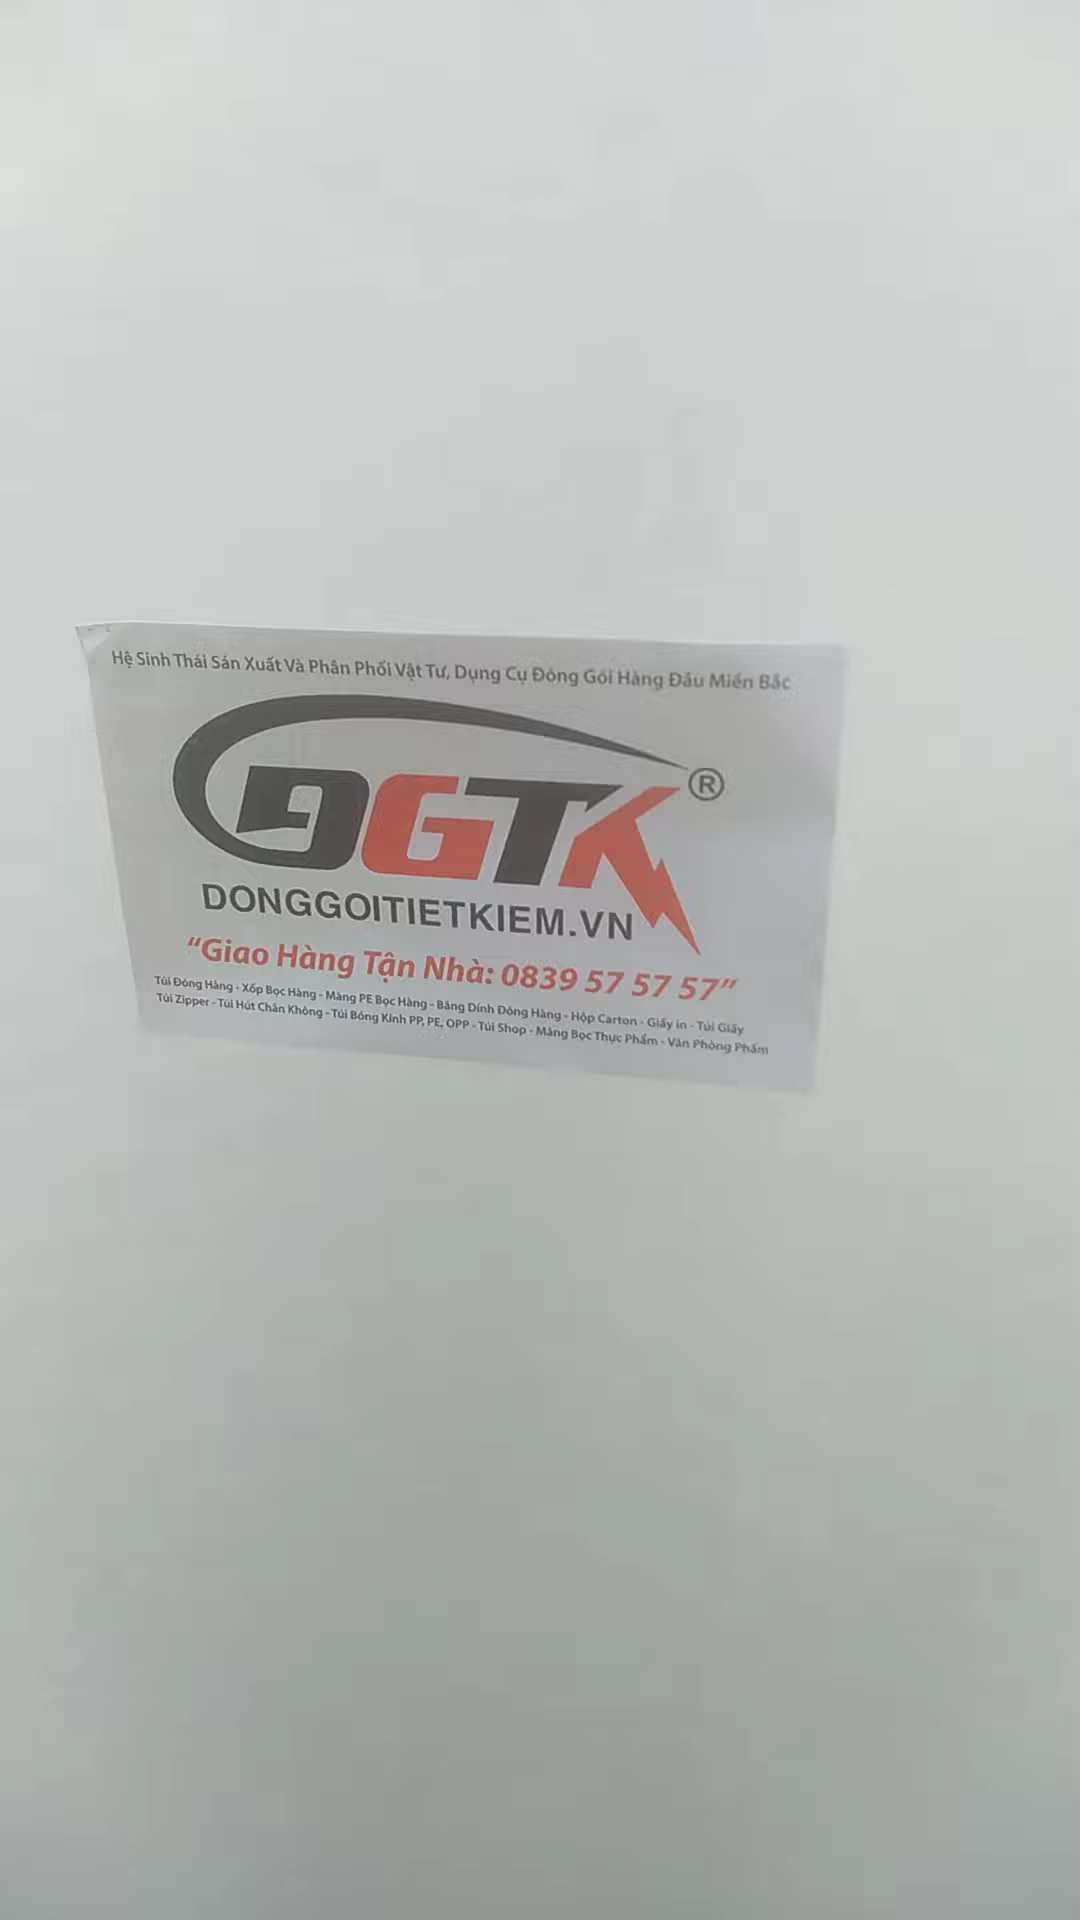 Hệ Sinh Thái Sản Xuất Và Phân Phối Vật Tư, Dụng Cụ Đóng Gói Hàng Đầu Miền Bắc
ĐGTK®
DONGGOITIETKIEM.VN
“Giao Hàng Tận Nhà: 0839 57 57 57”
Túi Đóng Hàng - Xốp Bọc Hàng - Màng PE Bọc Hàng - Băng Dính Đóng Hàng - Hộp Carton - Giấy in - Túi Giấy
Túi Zipper - Túi Hút Chân Không - Túi Bóng Kính PP, PE, OPP - Túi Shop - Màng Bọc Thực Phẩm - Văn Phòng Phẩm